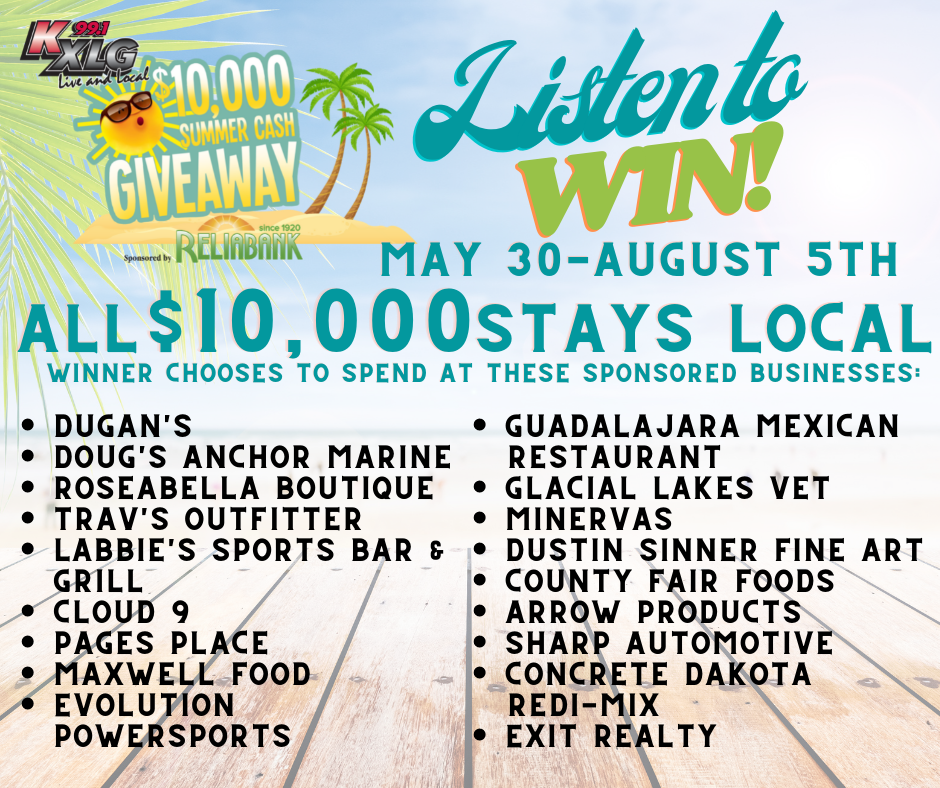 99.1
KXLG
Live and Local
$10,000
SUMMER CASH
GIVEAWAY
since 1920
Sponsored by RELIABANK
Listen to
WIN!
MAY 30-AUGUST 5TH
ALL $10,000 STAYS LOCAL
WINNER CHOOSES TO SPEND AT THESE SPONSORED BUSINESSES:
• DUGAN'S
• DOUG'S ANCHOR MARINE
• ROSEABELLA BOUTIQUE
• TRAV'S OUTFITTER
• LABBIE'S SPORTS BAR &
GRILL
• CLOUD 9
• PAGES PLACE
• MAXWELL FOOD
• EVOLUTION
POWERSPORTS
• GUADALAJARA MEXICAN
RESTAURANT
• GLACIAL LAKES VET
• MINERVAS
• DUSTIN SINNER FINE ART
• COUNTY FAIR FOODS
• ARROW PRODUCTS
• SHARP AUTOMOTIVE
• CONCRETE DAKOTA
REDI-MIX
• EXIT REALTY